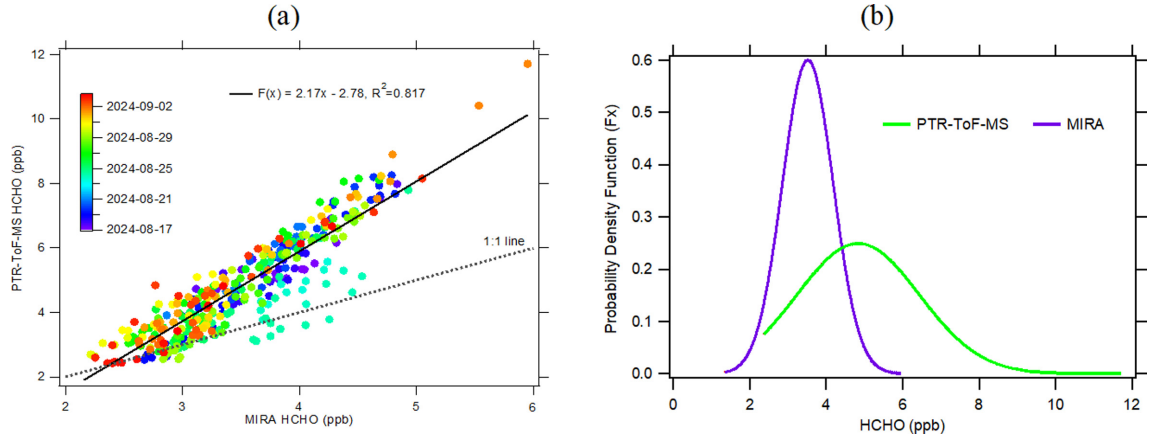 (a)
12
10
8
6
4
2
PTR-ToF-MS HCHO (ppb)
2024-09-02
2024-08-29
2024-08-25
2024-08-21
2024-08-17
F(x) = 2.17x - 2.78, R²=0.817
1:1 line
2 3 4 5 6
MIRA HCHO (ppb)
(b)
0.6
0.5
0.4
0.3
0.2
0.1
0.0
Probability Density Function (Fx)
PTR-ToF-MS MIRA
0 2 4 6 8 10 12
HCHO (ppb)